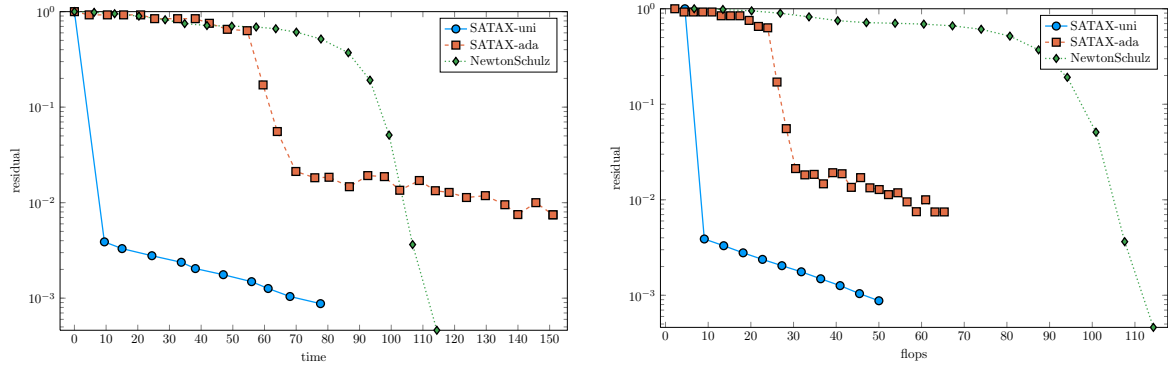 10^0
10^-1
10^-2
10^-3
residual
0 10 20 30 40 50 60 70 80 90 100 110 120 130 140 150
time
SATAX-uni
SATAX-ada
NewtonSchulz
10^0
10^-1
10^-2
10^-3
residual
0 10 20 30 40 50 60 70 80 90 100 110
flops
SATAX-uni
SATAX-ada
NewtonSchulz